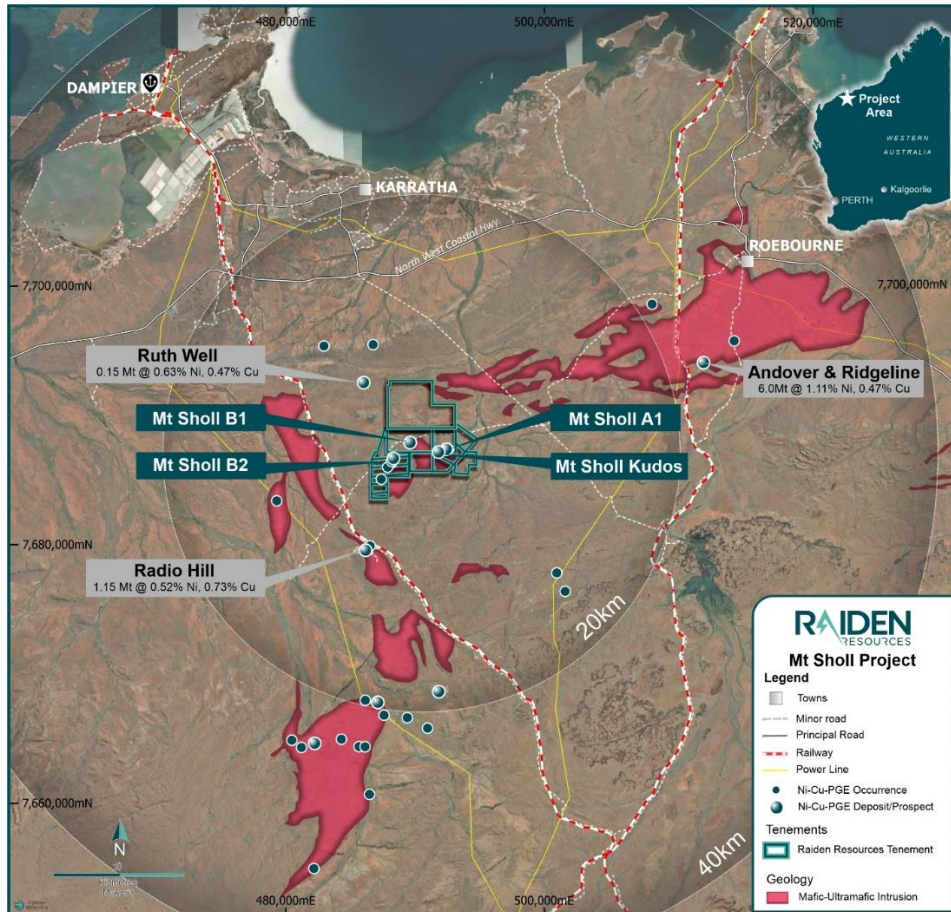 480,000mE
500,000mE
520,000mE
DAMPIER
KARRATHA
North West Coastal Hwy
ROEBOURNE
Project
Area
WESTERN
AUSTRALIA
Kalgoorlie
PERTH
7,700,000mN
7,700,000mN
Ruth Well
0.15 Mt @ 0.63% Ni, 0.47% Cu
Andover & Ridgeline
6.0Mt @ 1.11% Ni, 0.47% Cu
Mt Sholl B1
Mt Sholl A1
Mt Sholl B2
Mt Sholl Kudos
7,680,000mN
Radio Hill
1.15 Mt @ 0.52% Ni, 0.73% Cu
20km
7,660,000mN
40km
N
480,000mE
500,000mE
RAIDEN
RESOURCES
Mt Sholl Project
Legend
Towns
Minor road
Principal Road
Railway
Power Line
Ni-Cu-PGE Occurrence
Ni-Cu-PGE Deposit/Prospect
Tenements
Raiden Resources Tenement
Geology
Mafic-Ultramafic Intrusion